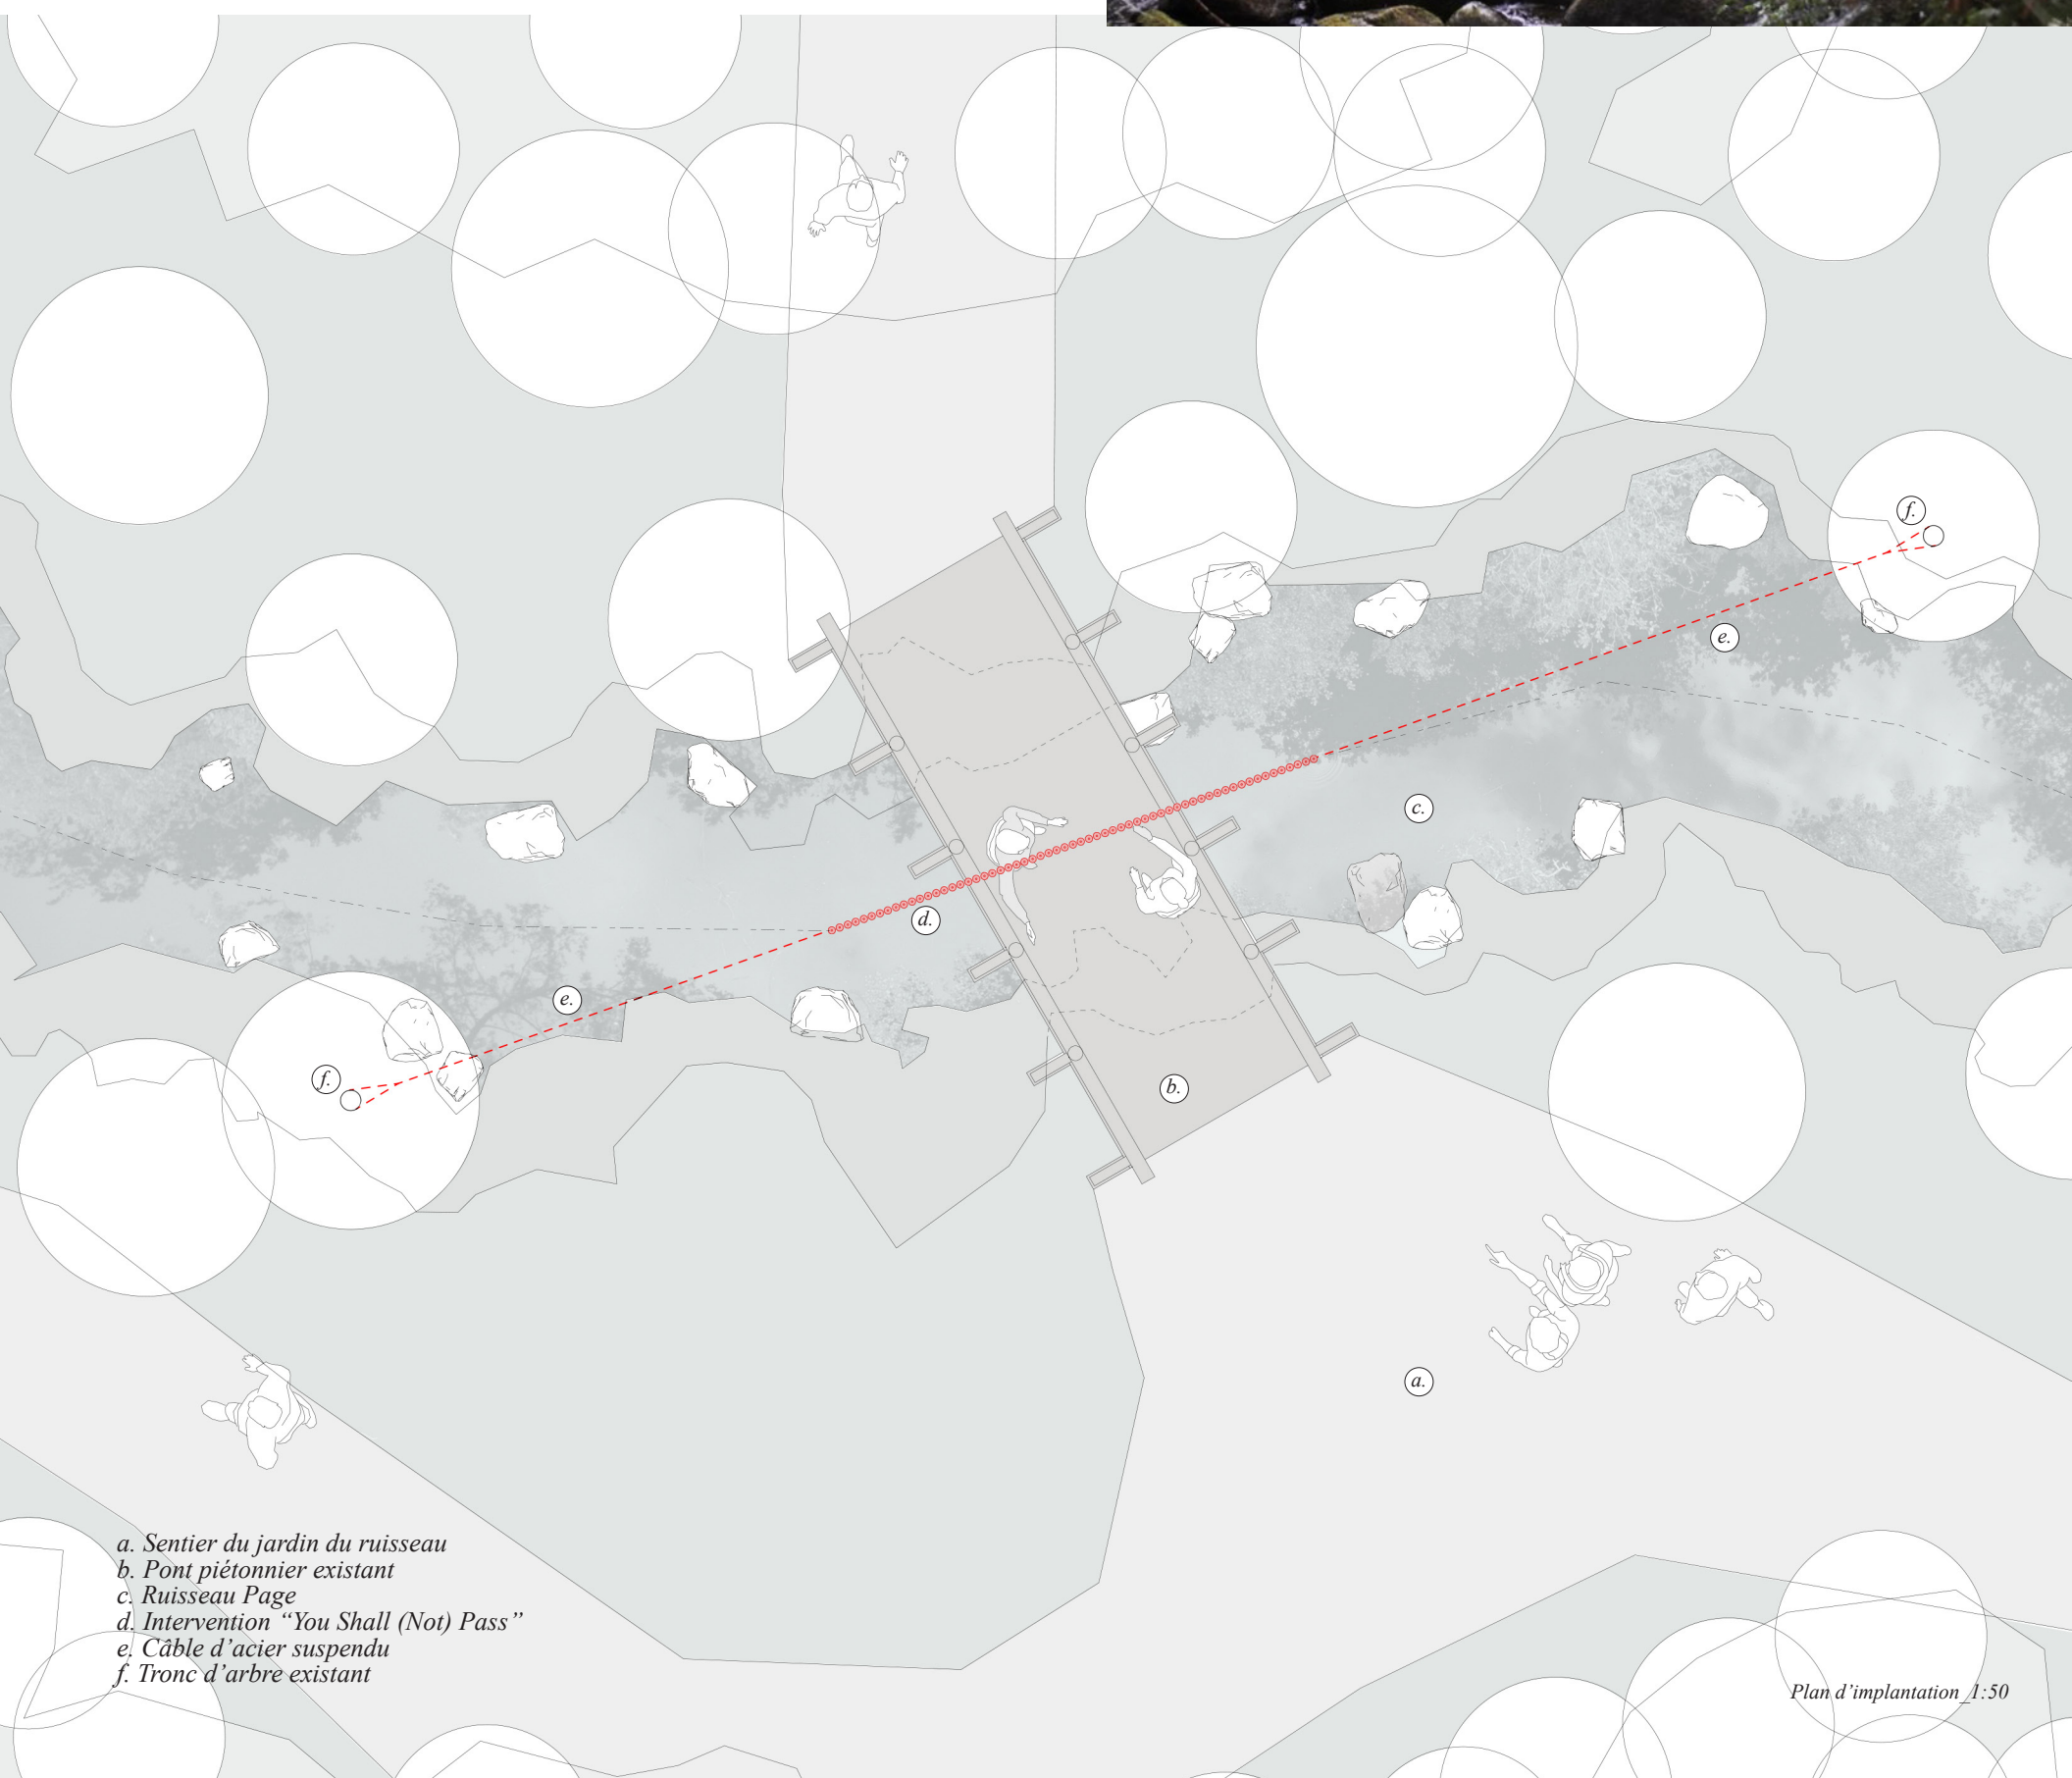 f.
e.
c.
d.
e.
f.
b.
a.
a. Sentier du jardin du ruisseau
b. Pont piétonnier existant
c. Ruisseau Page
d. Intervention “You Shall (Not) Pass”
e. Câble d’acier suspendu
f. Tronc d’arbre existant
Plan d’implantation_1:50